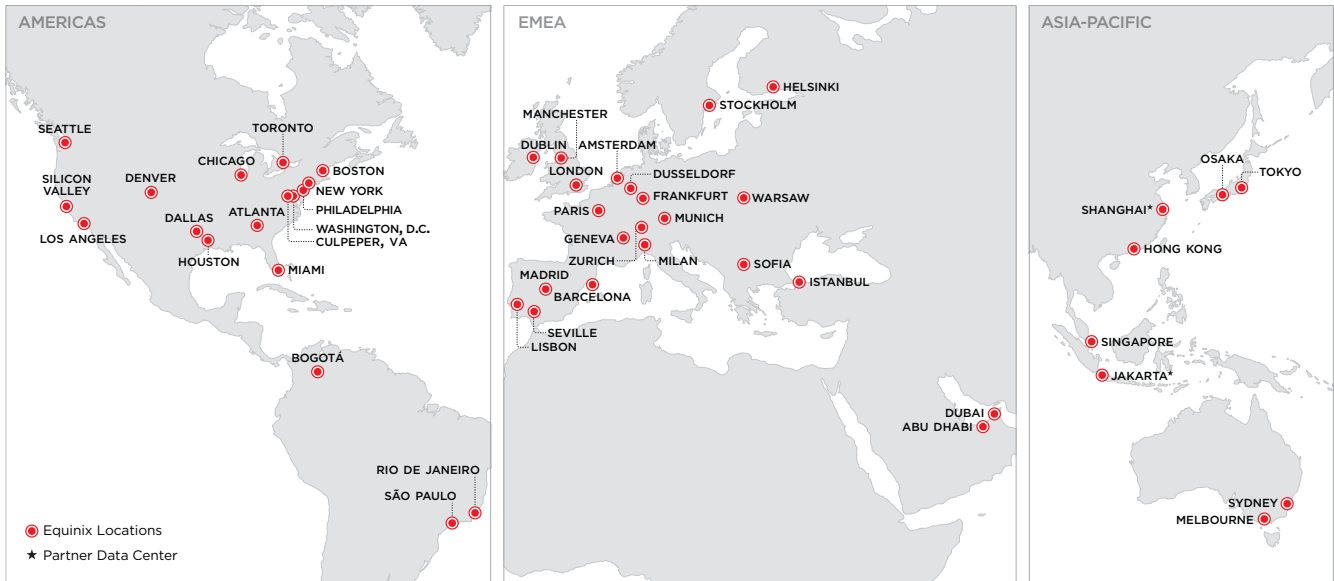 AMERICAS
SEATTLE
TORONTO
CHICAGO
BOSTON
SILICON
VALLEY
DENVER
NEW YORK
PHILADELPHIA
DALLAS
ATLANTA
WASHINGTON, D.C.
CULPEPER, VA
LOS ANGELES
HOUSTON
MIAMI
BOGOTÁ
RIO DE JANEIRO
SÃO PAULO
Equinix Locations
★ Partner Data Center
EMEA
HELSINKI
STOCKHOLM
MANCHESTER
DUBLIN
AMSTERDAM
LONDON
DUSSELDORF
FRANKFURT
WARSAW
PARIS
MUNICH
GENEVA
ZURICH
MILAN
SOFIA
MADRID
BARCELONA
ISTANBUL
SEVILLE
LISBON
DUBAI
ABU DHABI
ASIA-PACIFIC
OSAKA
TOKYO
SHANGHAI★
HONG KONG
SINGAPORE
JAKARTA★
SYDNEY
MELBOURNE